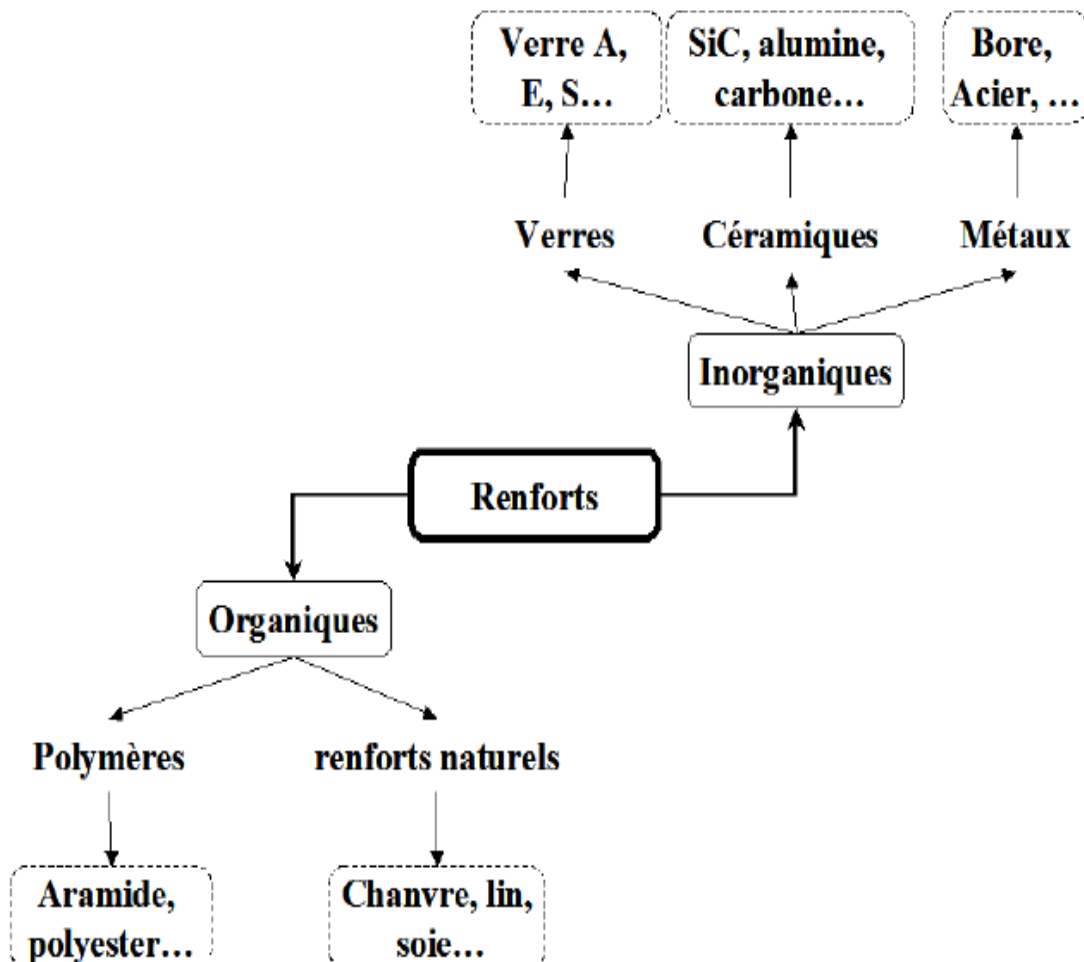 Verre A,
E, S…
SiC, alumine,
carbone…
Bore,
Acier, …
Verres
Céramiques
Métaux
Inorganiques
Renforts
Organiques
Polymères
renforts naturels
Aramide,
polyester…
Chanvre, lin,
soie…